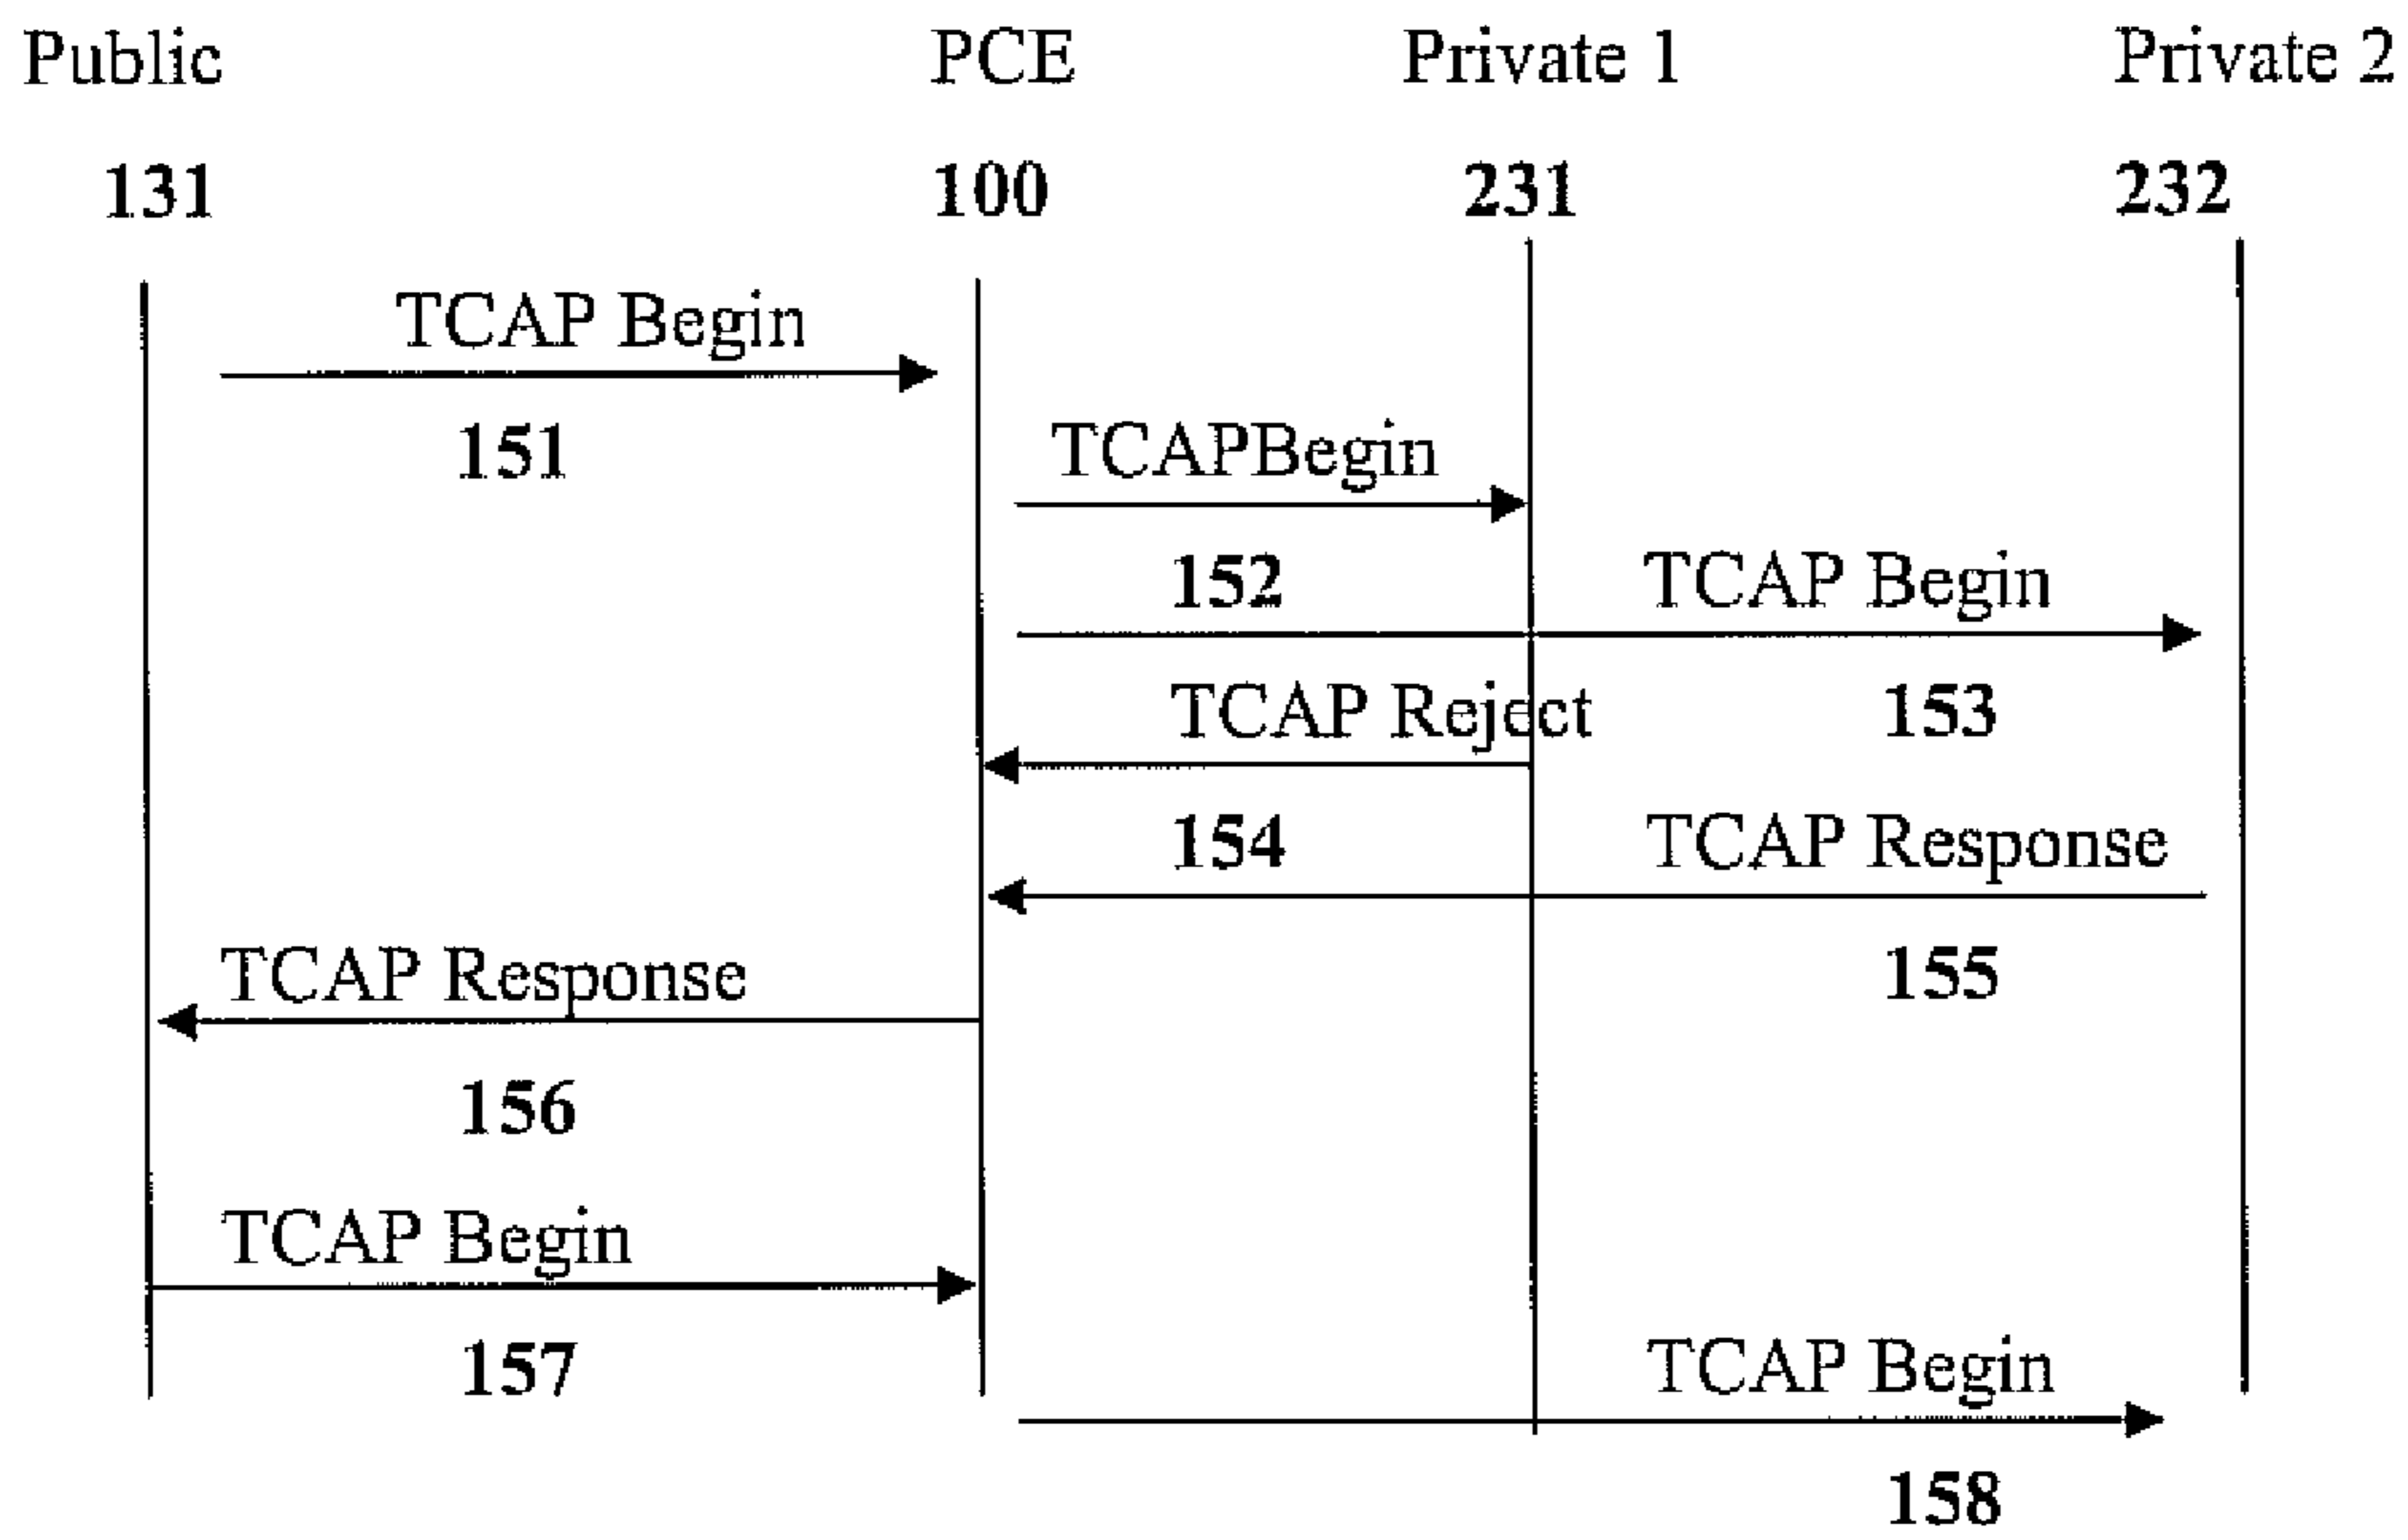 Public PCE Private 1 Private 2
131 100 231 232
TCAP Begin
151
TCAPBegin
152
TCAP Begin
153
TCAP Reject
154
TCAP Response
155
TCAP Response
156
TCAP Begin
157
TCAP Begin
158